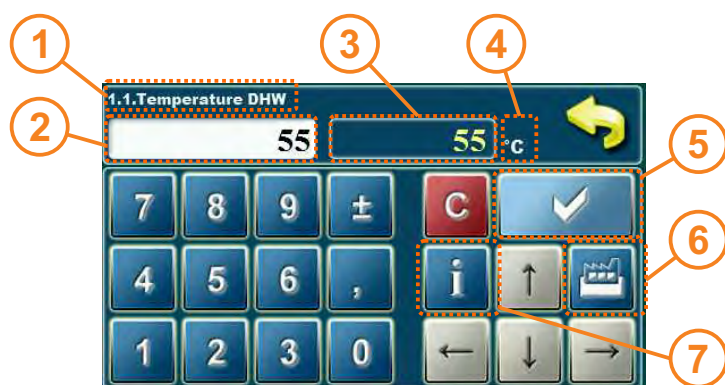 1 3 4
1.1.Temperature DHW
2 55 55 °C
5
7 8 9 ± C
6
4 5 6 , i ↑
1 2 3 0 ← ↓ →
7